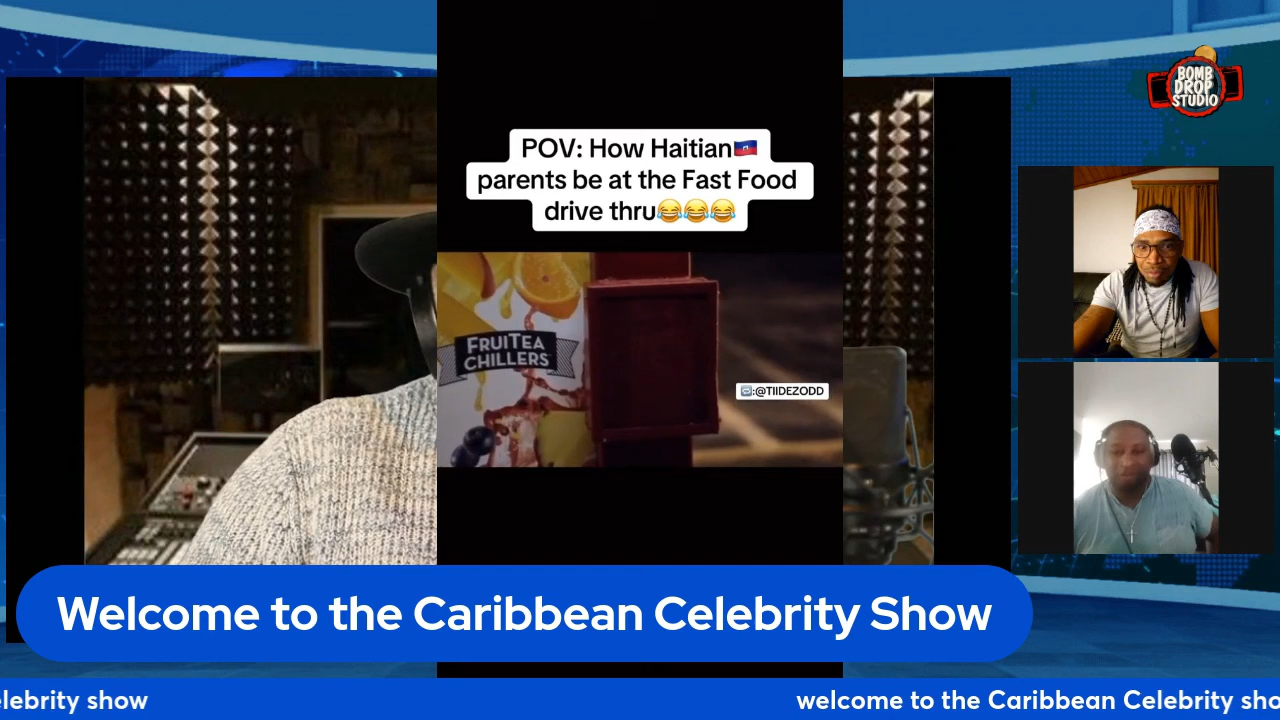 BOMB
DROP
STUDIO
POV: How Haitian🇭🇹
parents be at the Fast Food
drive thru😂😂😂
FRUITEA
CHILLERS
:@TIIDEZODD
Welcome to the Caribbean Celebrity Show
elebrity show
welcome to the Caribbean Celebrity sho